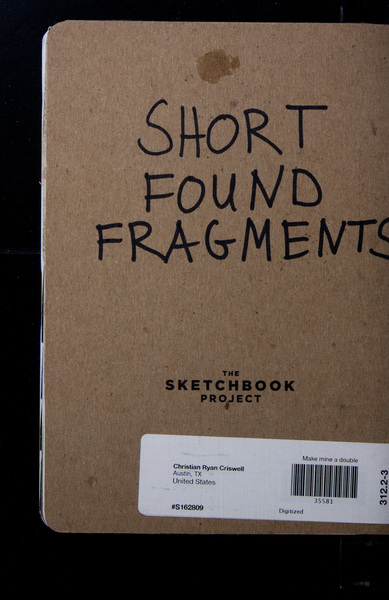 SHORT
FOUND
FRAGMENTS
THE
SKETCHBOOK
PROJECT
Christian Ryan Criswell
Austin, TX
United States
#S162809
Make mine a double
35581
Digitized
312.2-3